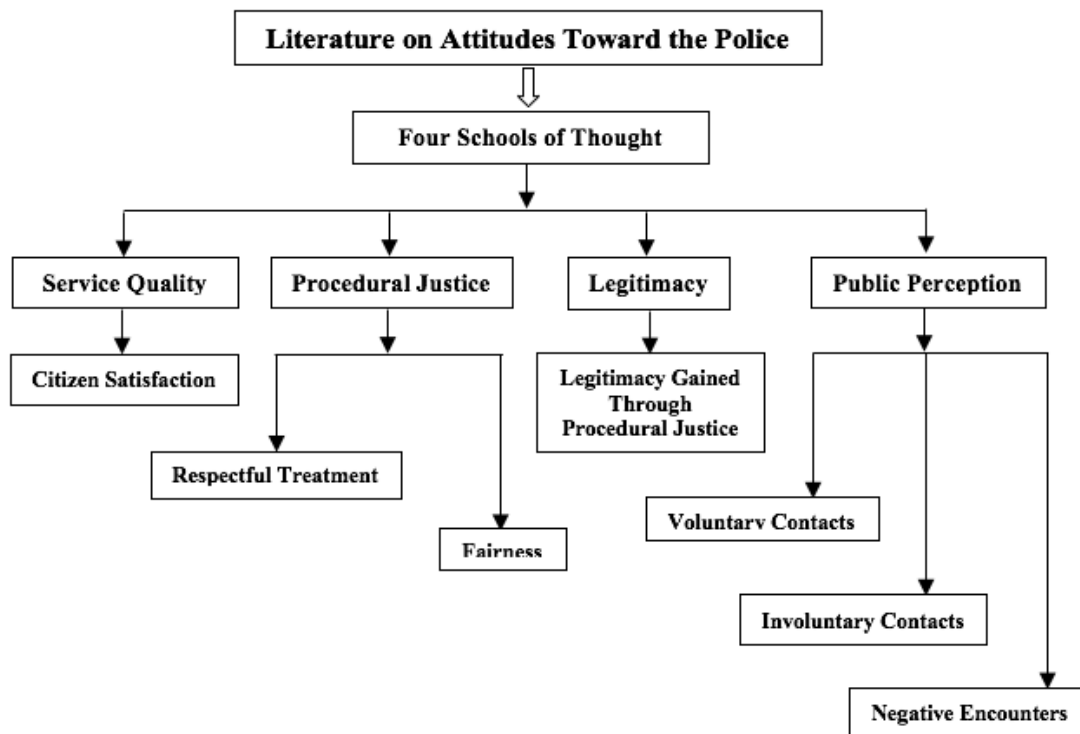 Literature on Attitudes Toward the Police
Four Schools of Thought
Service Quality
Procedural Justice
Legitimacy
Public Perception
Citizen Satisfaction
Legitimacy Gained
Through
Procedural Justice
Respectful Treatment
Voluntary Contacts
Fairness
Involuntary Contacts
Negative Encounters